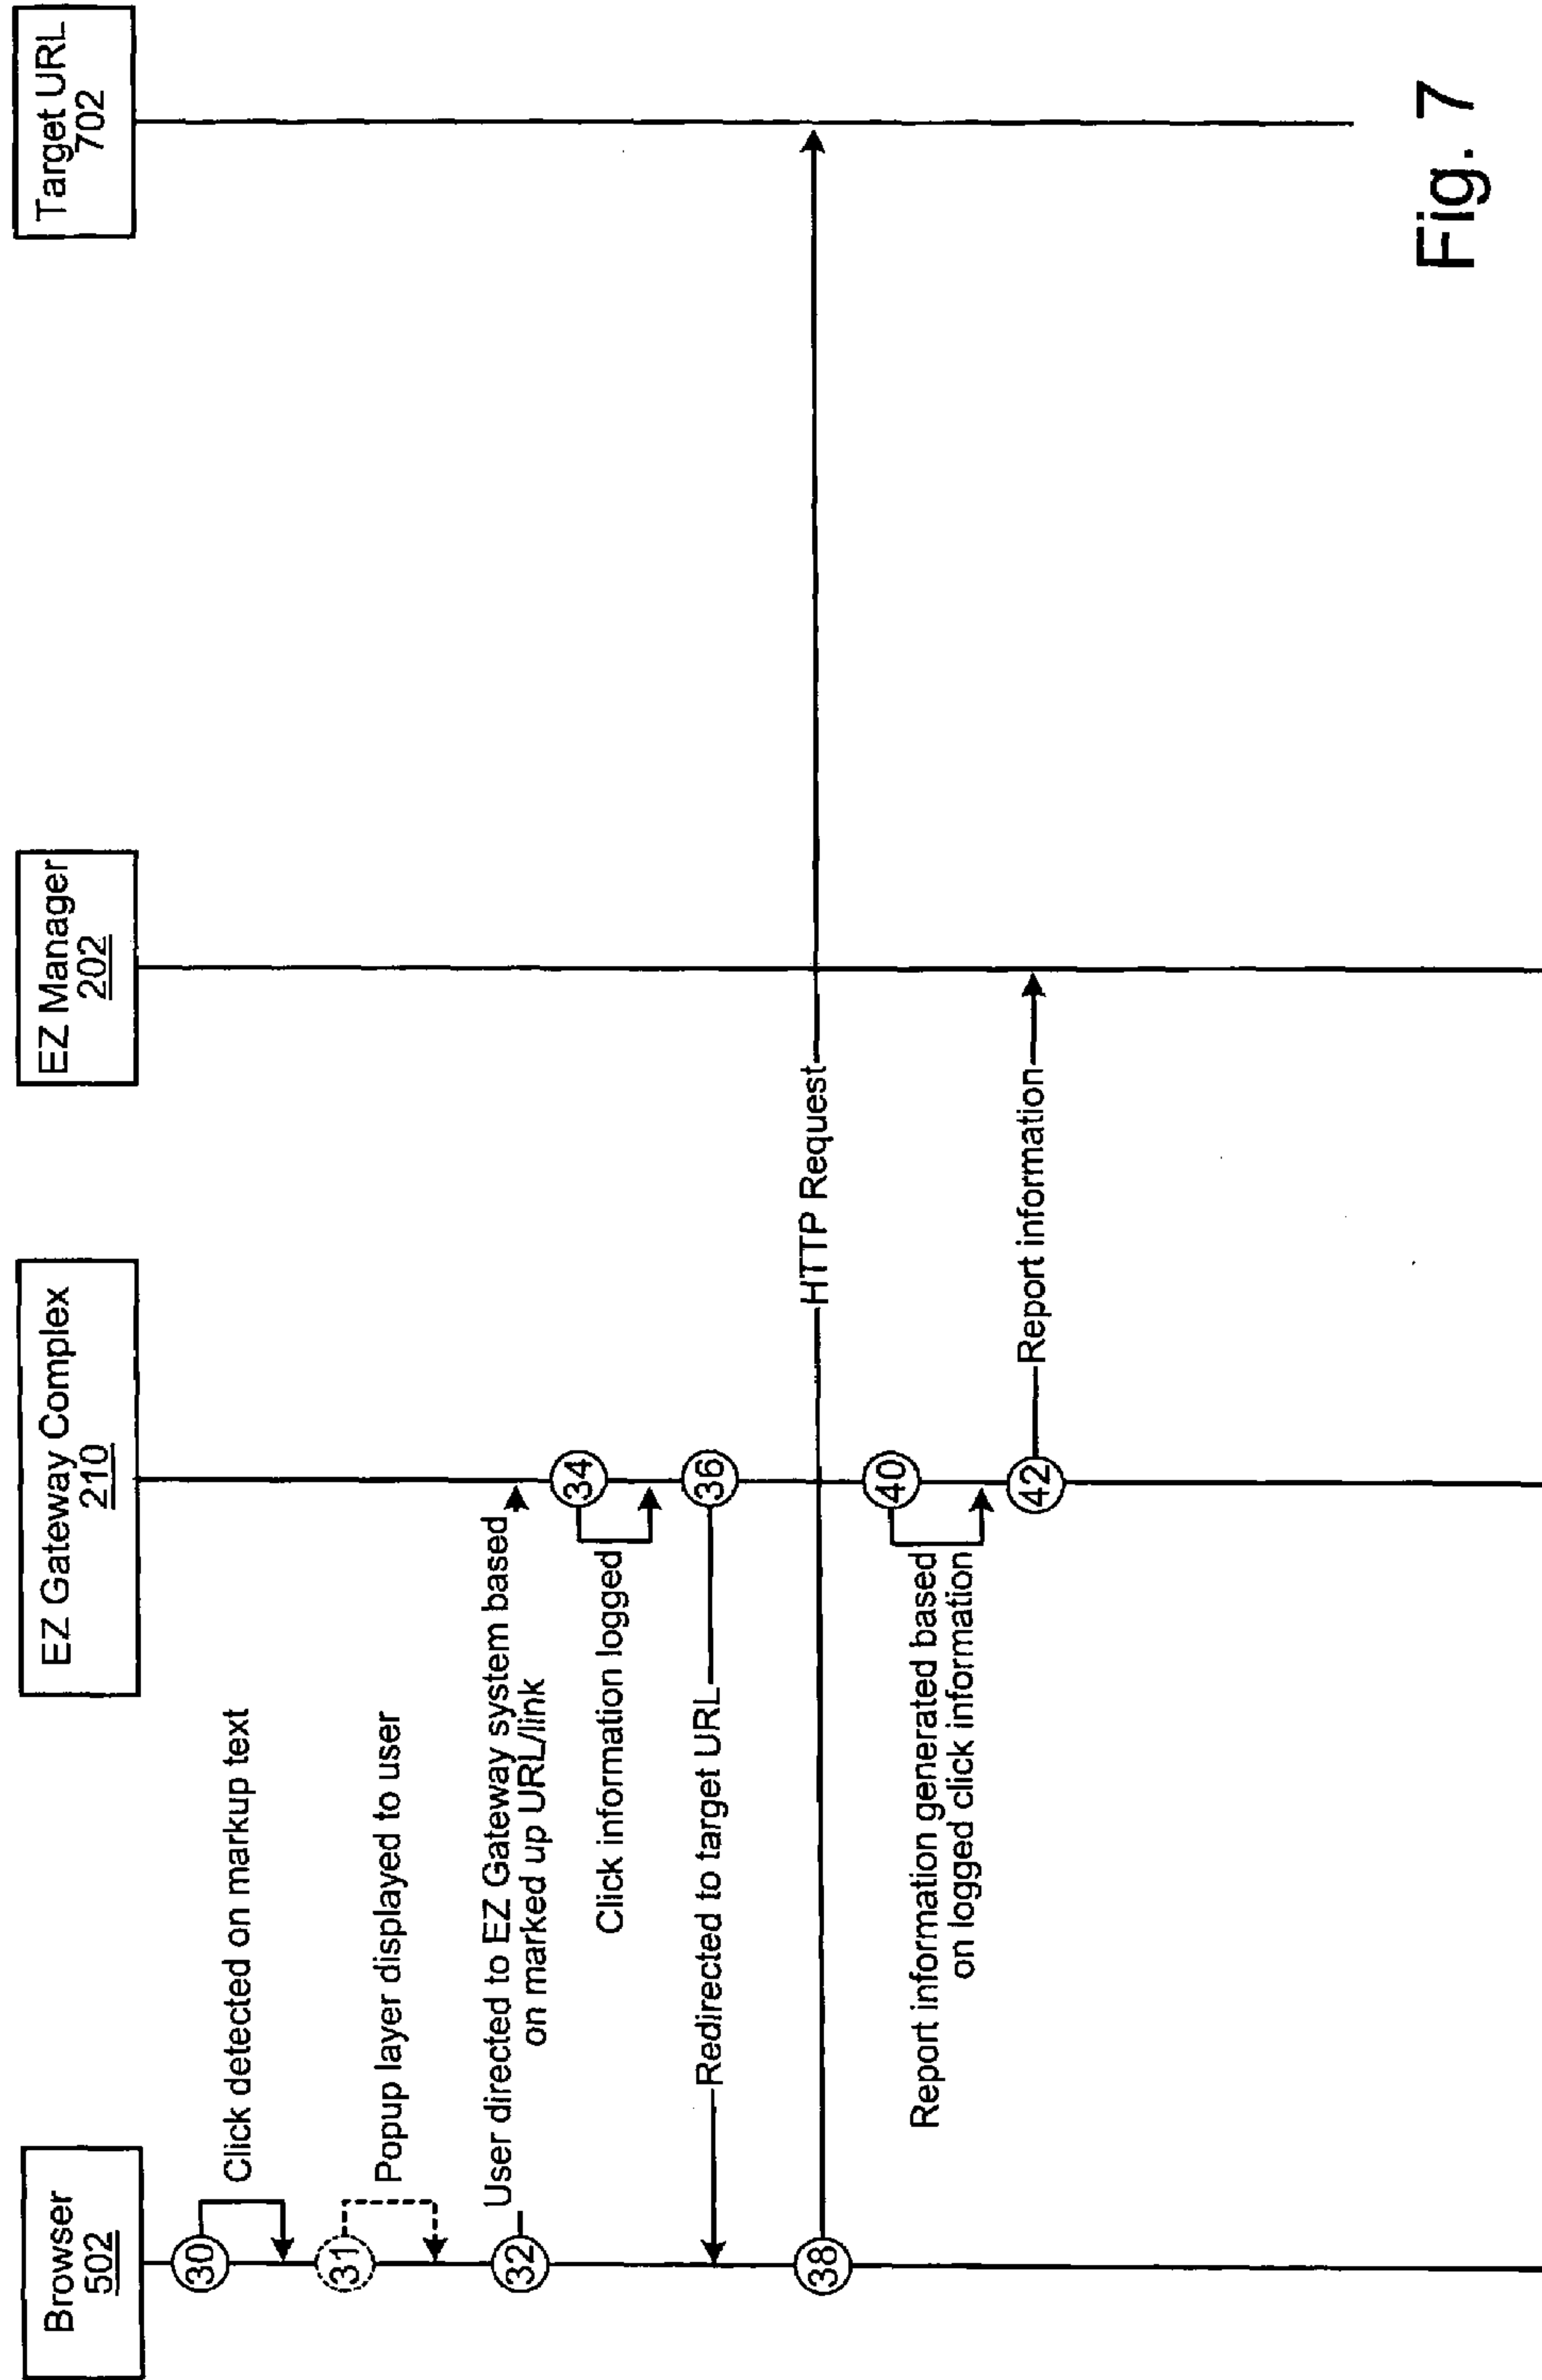 Browser
502
EZ Gateway Complex
210
EZ Manager
202
Target URL
702
30
Click detected on markup text
31
Popup layer displayed to user
32
User directed to EZ Gateway system based
on marked up URL/link
34
Click information logged
36
Redirected to target URL
38
HTTP Request
40
Report information generated based
on logged click information
42
Report information
Fig. 7